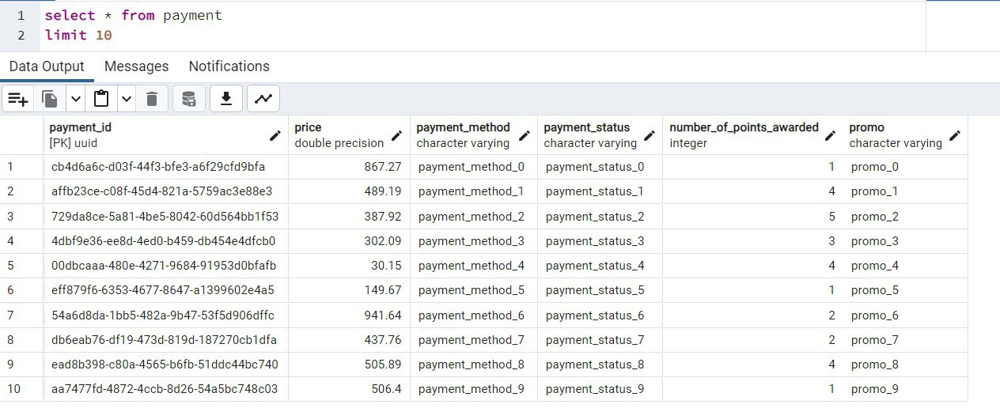 1 select * from payment
2 limit 10
Data Output Messages Notifications
payment_id price payment_method payment_status number_of_points_awarded promo
[PK] uuid double precision character varying character varying integer character varying
1 cb4d6a6c-d03f-44f3-bfe3-a6f29cfd9bfa 867.27 payment_method_0 payment_status_0 1 promo_0
2 affb23ce-c08f-45d4-821a-5759ac3e88e3 489.19 payment_method_1 payment_status_1 4 promo_1
3 729da8ce-5a81-4be5-8042-60d564bb1f53 387.92 payment_method_2 payment_status_2 5 promo_2
4 4dbf9e36-ee8d-4ed0-b459-db454e4dfcb0 302.09 payment_method_3 payment_status_3 3 promo_3
5 00dbcaaa-480e-4271-9684-91953d0bfafb 30.15 payment_method_4 payment_status_4 4 promo_4
6 eff879f6-6353-4677-8647-a1399602e4a5 149.67 payment_method_5 payment_status_5 1 promo_5
7 54a6d8da-1bb5-482a-9b47-53f5d906dffc 941.64 payment_method_6 payment_status_6 2 promo_6
8 db6eab76-df19-473d-819d-187270cb1dfa 437.76 payment_method_7 payment_status_7 2 promo_7
9 ead8b398-c80a-4565-b6fb-51ddc44bc740 505.89 payment_method_8 payment_status_8 4 promo_8
10 aa7477fd-4872-4ccb-8d26-54a5bc748c03 506.4 payment_method_9 payment_status_9 1 promo_9